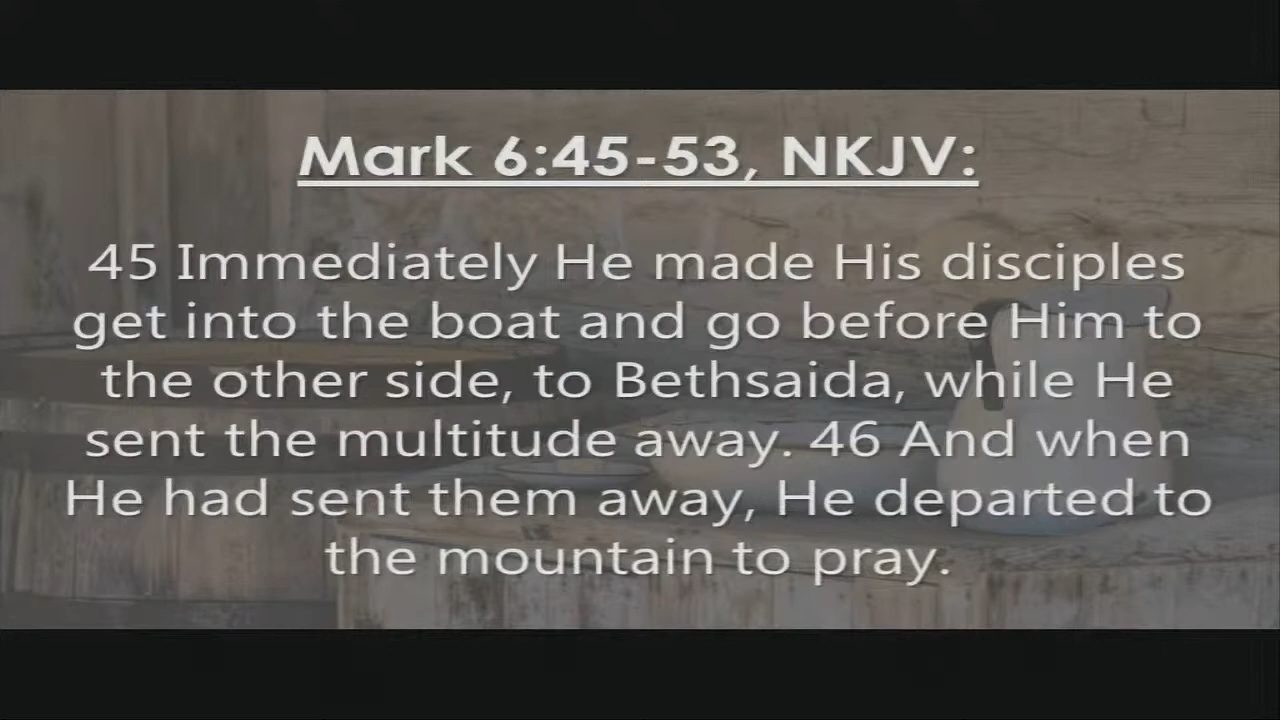 Mark 6:45-53, NKJV:
45 Immediately He made His disciples
get into the boat and go before Him to
the other side, to Bethsaida, while He
sent the multitude away. 46 And when
He had sent them away, He departed to
the mountain to pray.